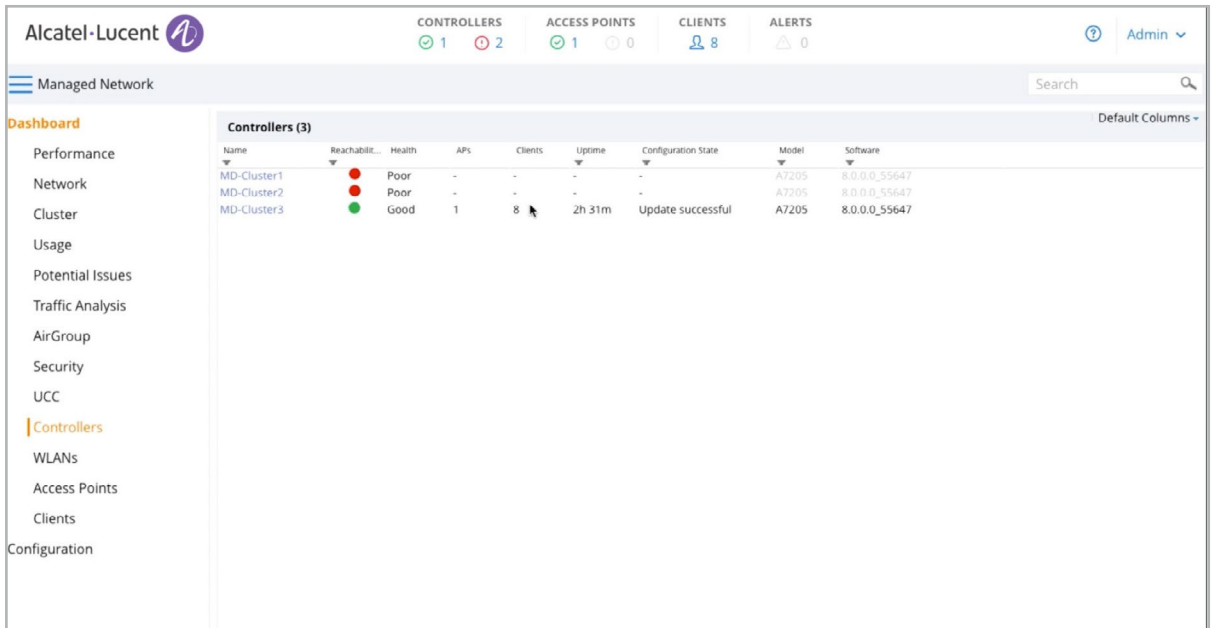 Alcatel·Lucent
CONTROLLERS ACCESS POINTS CLIENTS ALERTS
1 2 1 0 8 0
? Admin
Managed Network
Search
Dashboard
Performance
Network
Cluster
Usage
Potential Issues
Traffic Analysis
AirGroup
Security
UCC
Controllers
WLANs
Access Points
Clients
Configuration
Controllers (3)
Default Columns
Name Reachabilit... Health APs Clients Uptime Configuration State Model Software
MD-Cluster1 Poor - - - - A7205 8.0.0.0_55647
MD-Cluster2 Poor - - - - A7205 8.0.0.0_55647
MD-Cluster3 Good 1 8 2h 31m Update successful A7205 8.0.0.0_55647